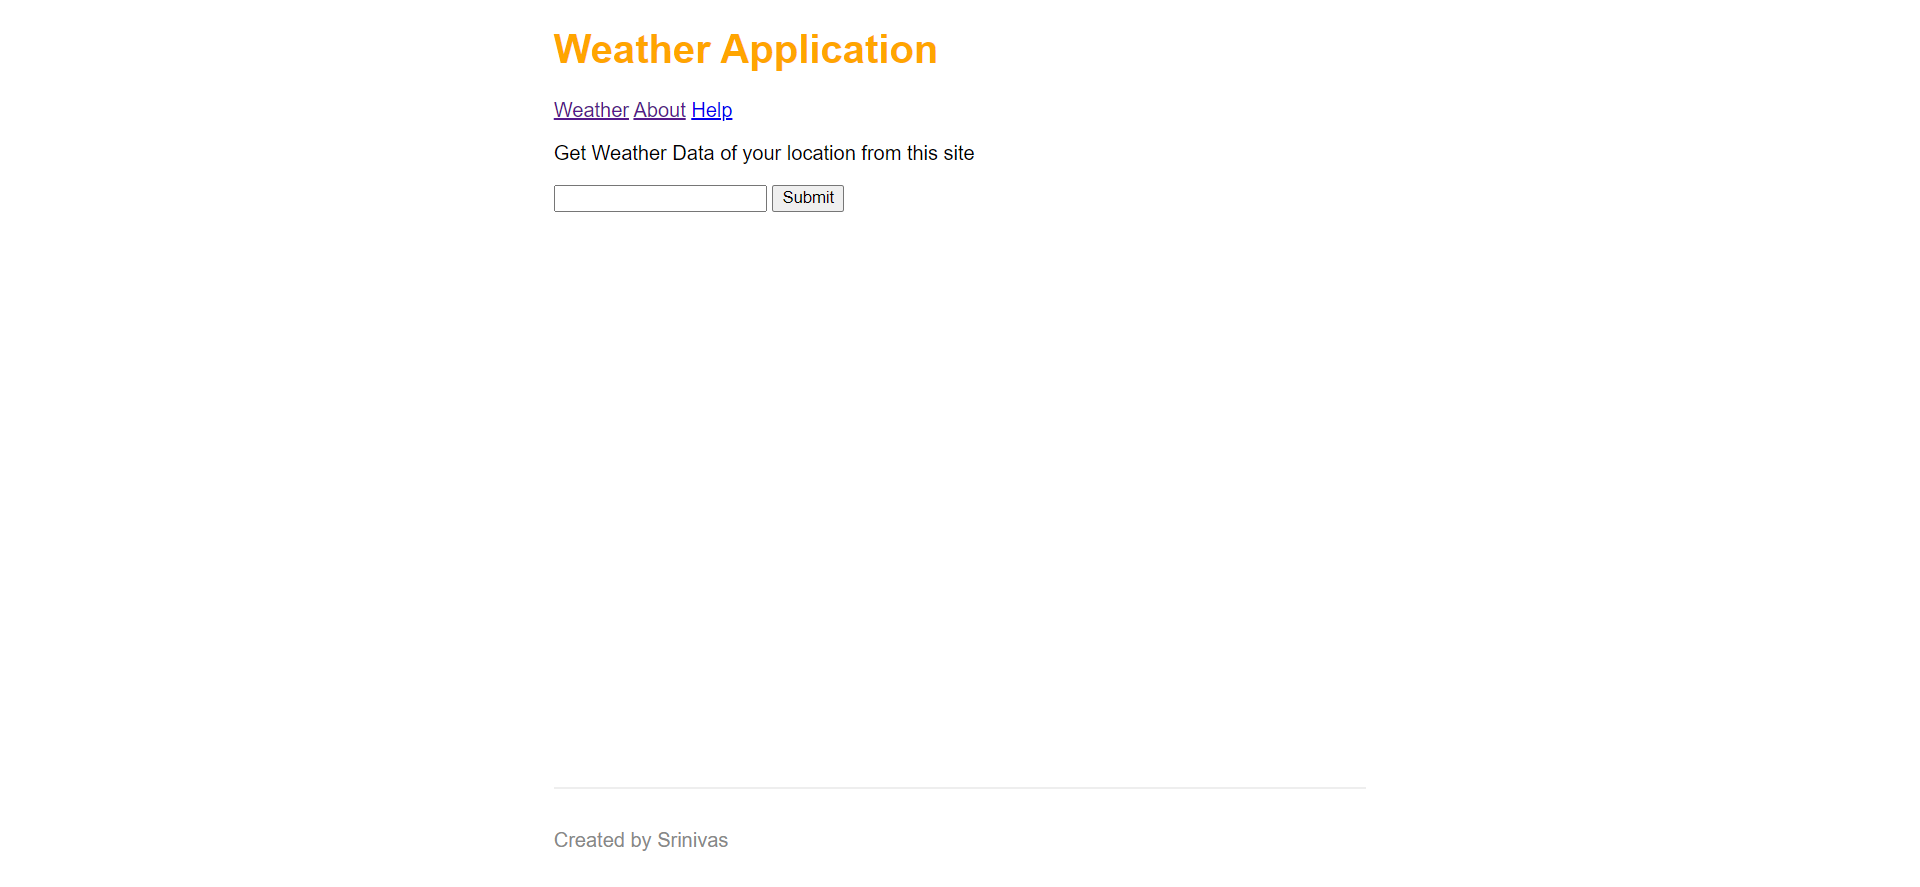 Weather Application
Weather About Help
Get Weather Data of your location from this site
Submit
Created by Srinivas